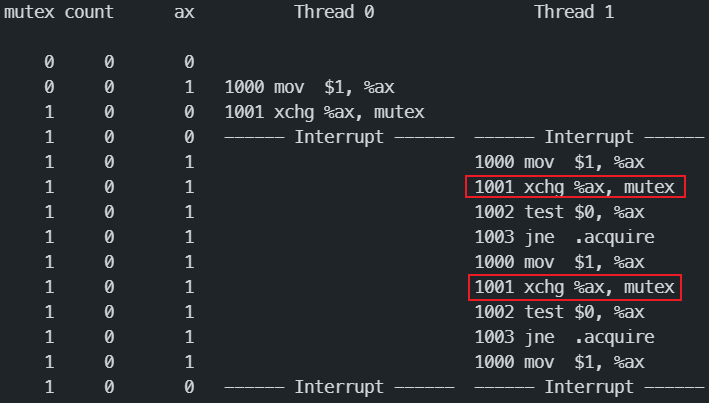 mutex count ax Thread 0 Thread 1
0 0 0
0 0 1 1000 mov $1, %ax
1 0 0 1001 xchg %ax, mutex
1 0 0 —————— Interrupt —————— —————— Interrupt ——————
1 0 1 1000 mov $1, %ax
1 0 1 1001 xchg %ax, mutex
1 0 1 1002 test $0, %ax
1 0 1 1003 jne .acquire
1 0 1 1000 mov $1, %ax
1 0 1 1001 xchg %ax, mutex
1 0 1 1002 test $0, %ax
1 0 1 1003 jne .acquire
1 0 1 1000 mov $1, %ax
1 0 0 —————— Interrupt —————— —————— Interrupt ——————